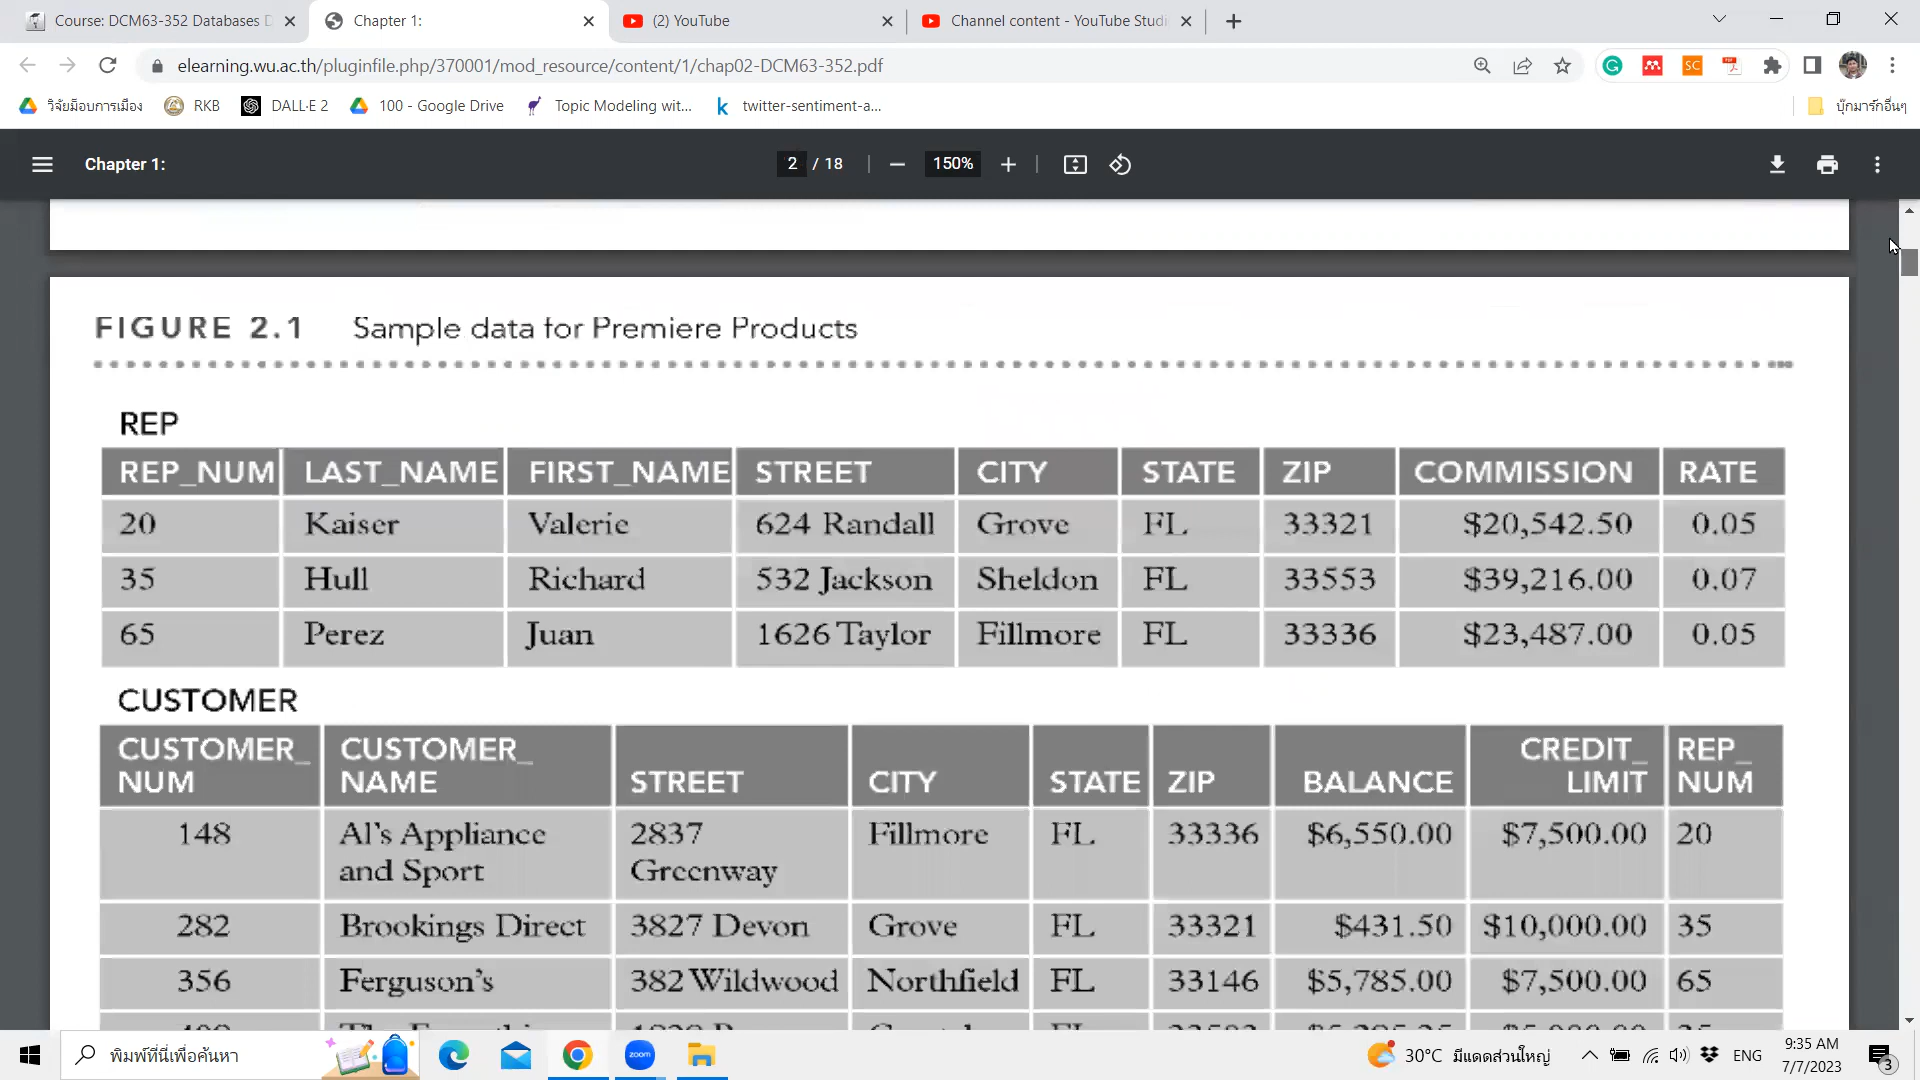 Course: DCM63-352 Databases D
Chapter 1:
(2) YouTube
Channel content - YouTube Studi
elearning.wu.ac.th/pluginfile.php/370001/mod_resource/content/1/chap02-DCM63-352.pdf
วิจัยม็อบการเมือง RKB DALL·E 2 100 - Google Drive Topic Modeling wit... twitter-sentiment-a... บุ๊กมาร์กอื่นๆ
Chapter 1: 2 / 18 150%
FIGURE 2.1 Sample data for Premiere Products
REP
REP_NUM LAST_NAME FIRST_NAME STREET CITY STATE ZIP COMMISSION RATE
20 Kaiser Valerie 624 Randall Grove FL 33321 $20,542.50 0.05
35 Hull Richard 532 Jackson Sheldon FL 33553 $39,216.00 0.07
65 Perez Juan 1626 Taylor Fillmore FL 33336 $23,487.00 0.05
CUSTOMER
CUSTOMER_ CUSTOMER_ CREDIT_ REP_
NUM NAME STREET CITY STATE ZIP BALANCE LIMIT NUM
148 Al's Appliance 2837 Fillmore FL 33336 $6,550.00 $7,500.00 20
and Sport Greenway
282 Brookings Direct 3827 Devon Grove FL 33321 $431.50 $10,000.00 35
356 Ferguson's 382 Wildwood Northfield FL 33146 $5,785.00 $7,500.00 65
พิมพ์ที่นี่เพื่อค้นหา
zoom
30°C มีแดดส่วนใหญ่
ENG
9:35 AM
7/7/2023
3